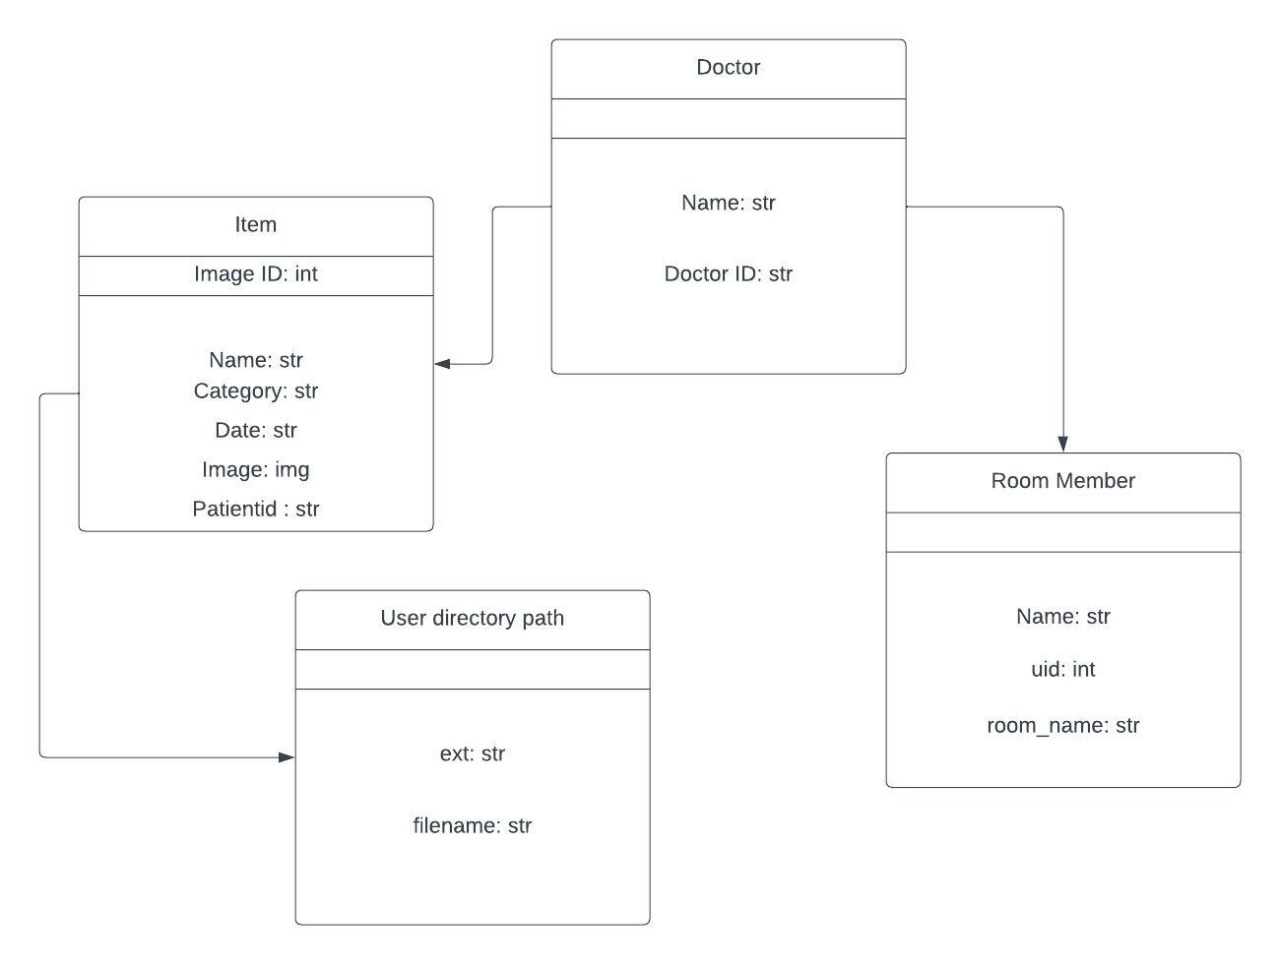 Doctor
Name: str
Doctor ID: str
Item
Image ID: int
Name: str
Category: str
Date: str
Image: img
Patientid : str
Room Member
Name: str
uid: int
room_name: str
User directory path
ext: str
filename: str